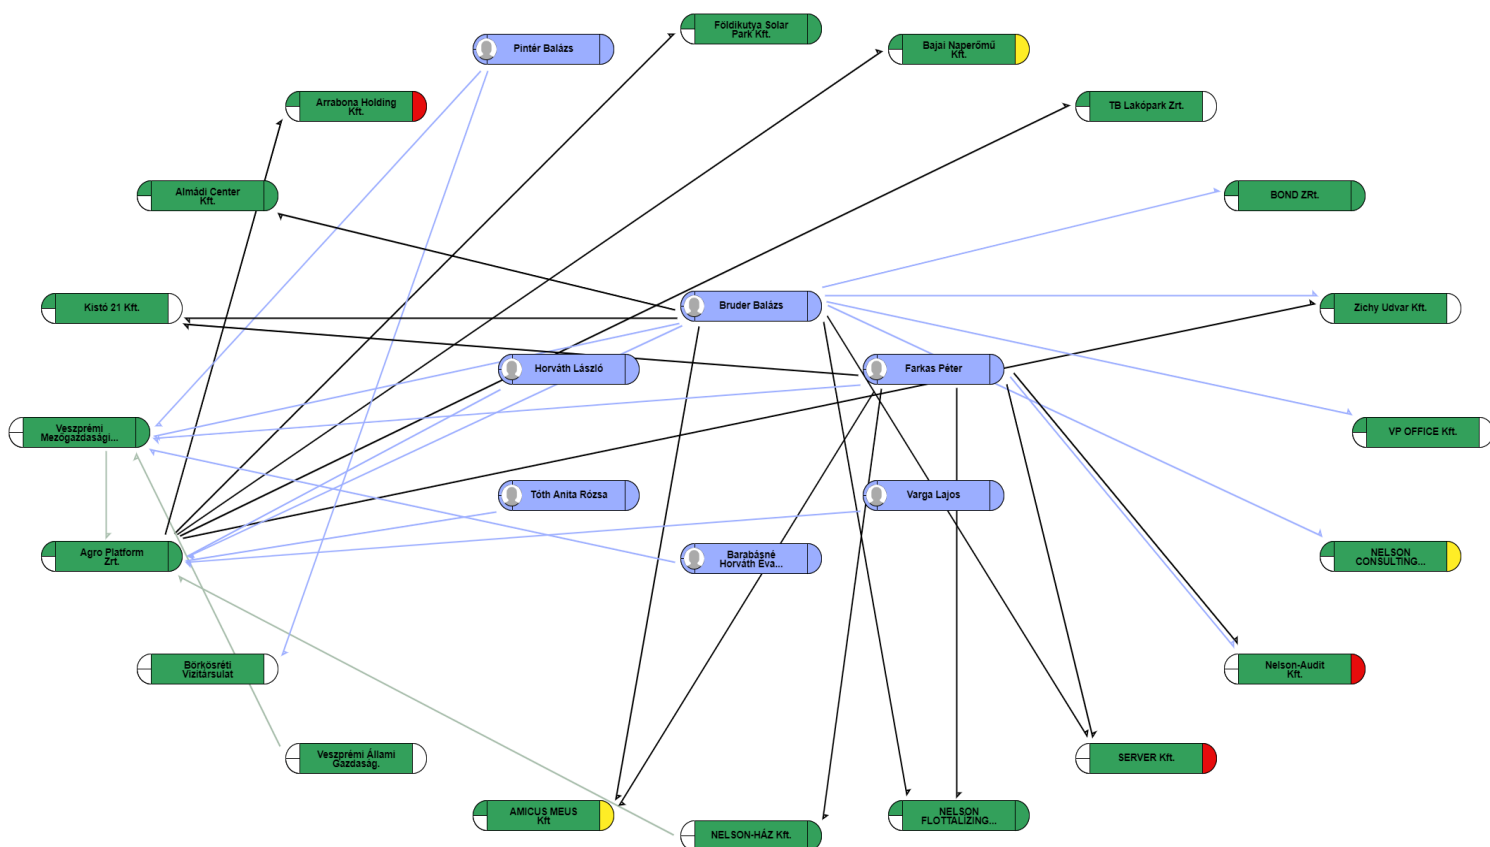 Földikutya Solar
Park Kft.
Pintér Balázs
Bajai Naperőmű
Kft.
Arrabona Holding
Kft.
TB Lakópark Zrt.
Almádi Center
Kft.
BOND ZRt.
Kistó 21 Kft.
Bruder Balázs
Zichy Udvar Kft.
Horváth László
Farkas Péter
Veszprémi
Mezőgazdasági...
VP OFFICE Kft.
Tóth Anita Rózsa
Varga Lajos
Agro Platform
Zrt.
Barabásné
Horváth Éva...
NELSON
CONSULTING...
Börkösréti
Vizitársulat
Nelson-Audit
Kft.
Veszprémi Állami
Gazdaság.
SERVER Kft.
AMICUS MEUS
Kft
NELSON-HÁZ Kft.
NELSON
FLOTTALÍZING...